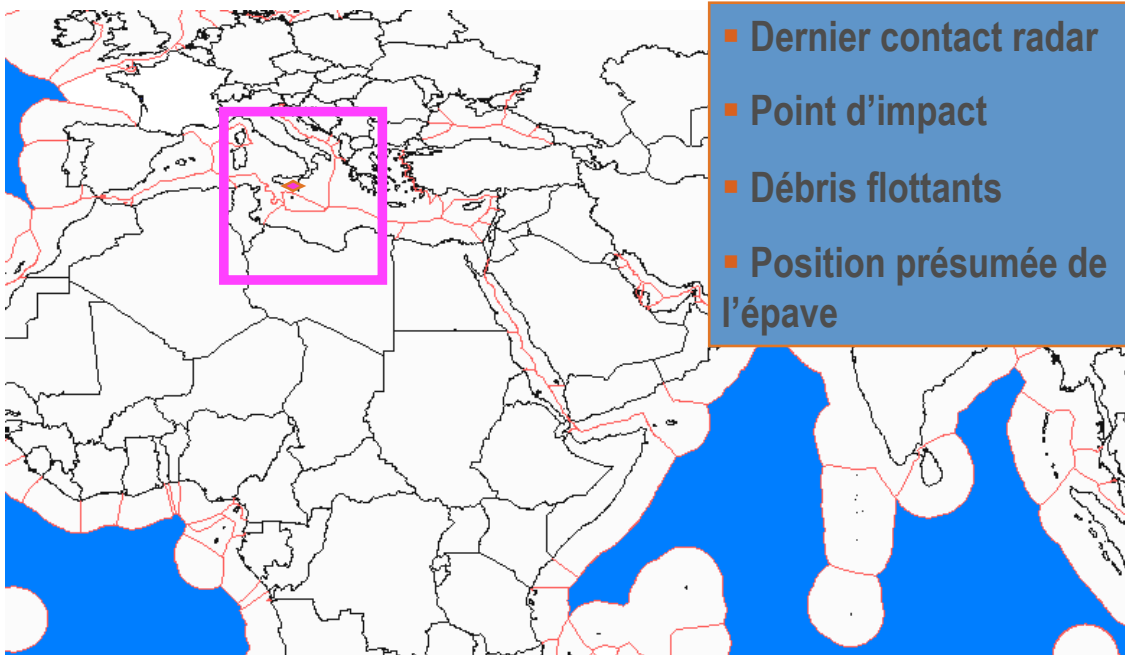 ▪ Dernier contact radar
▪ Point d’impact
▪ Débris flottants
▪ Position présumée de
l’épave